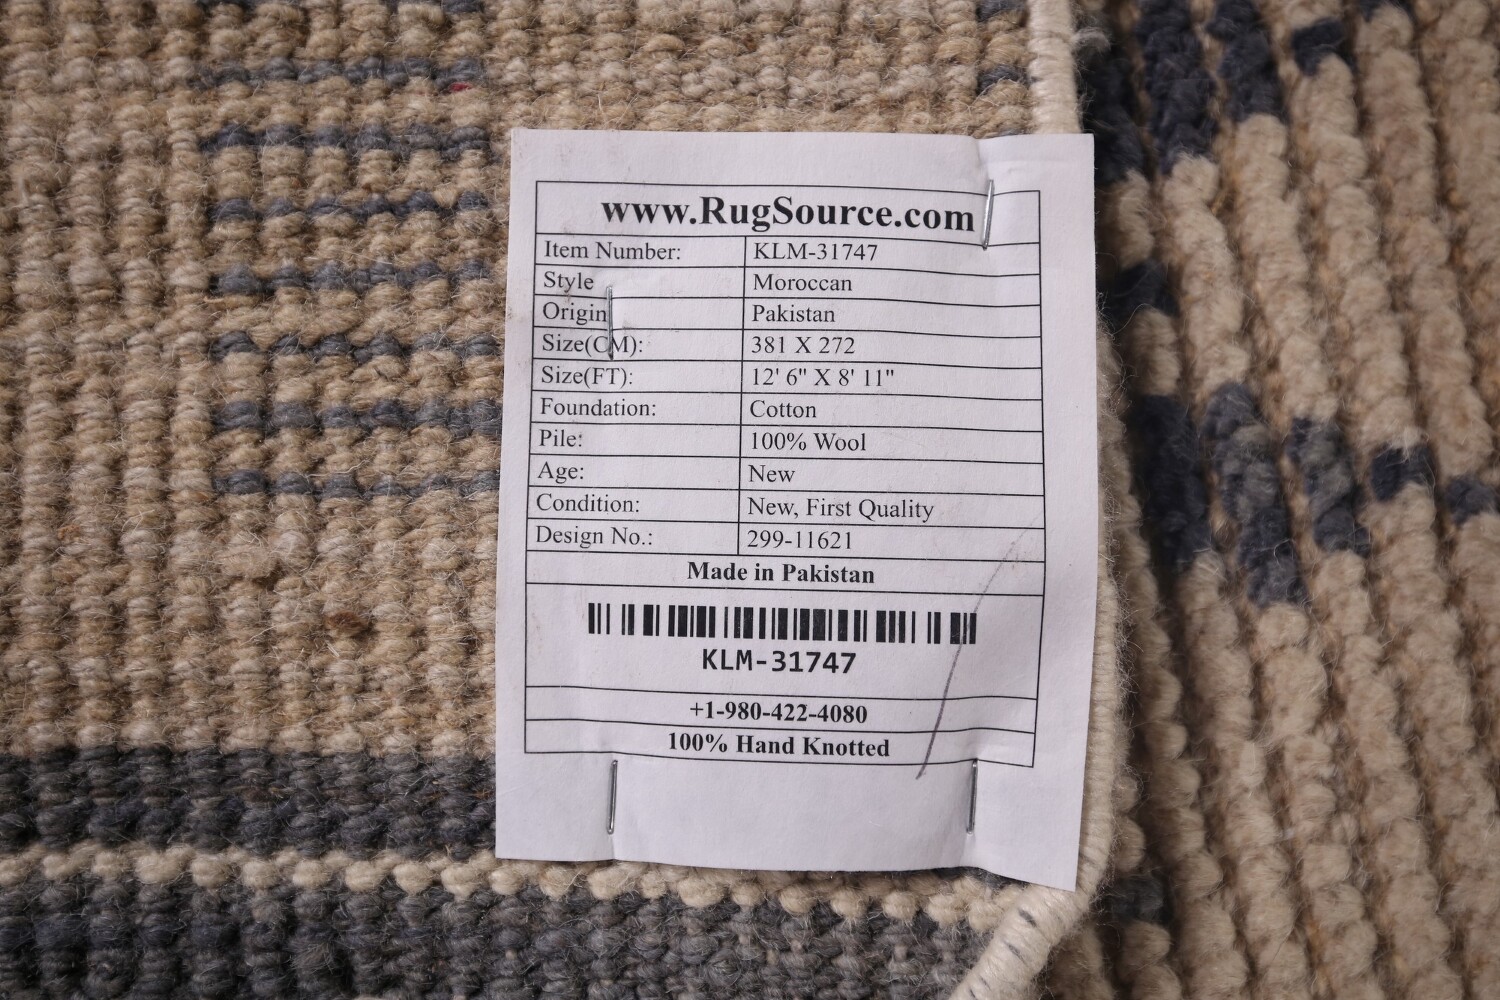 www.RugSource.com
Item Number: KLM-31747
Style Moroccan
Origin Pakistan
Size(CM): 381 X 272
Size(FT): 12' 6" X 8' 11"
Foundation: Cotton
Pile: 100% Wool
Age: New
Condition: New, First Quality
Design No.: 299-11621
Made in Pakistan
KLM-31747
+1-980-422-4080
100% Hand Knotted